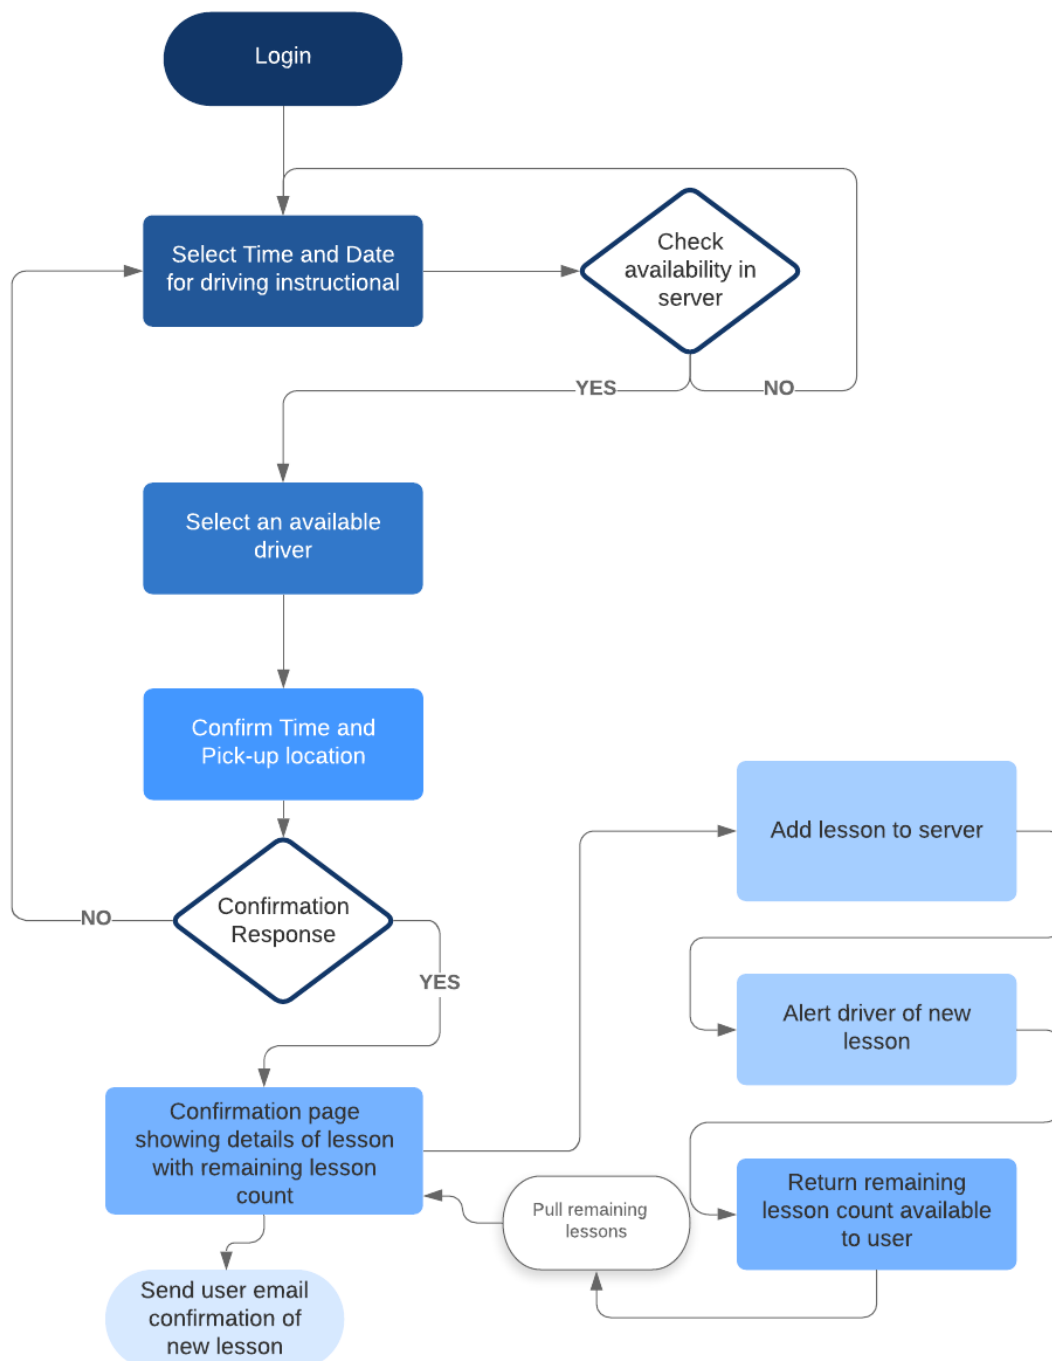 Login
Select Time and Date
for driving instructional
Check
availability in
server
YES
NO
Select an available
driver
Confirm Time and
Pick-up location
Confirmation
Response
NO
YES
Confirmation page
showing details of lesson
with remaining lesson
count
Add lesson to server
Alert driver of new
lesson
Return remaining
lesson count available
to user
Pull remaining
lessons
Send user email
confirmation of
new lesson